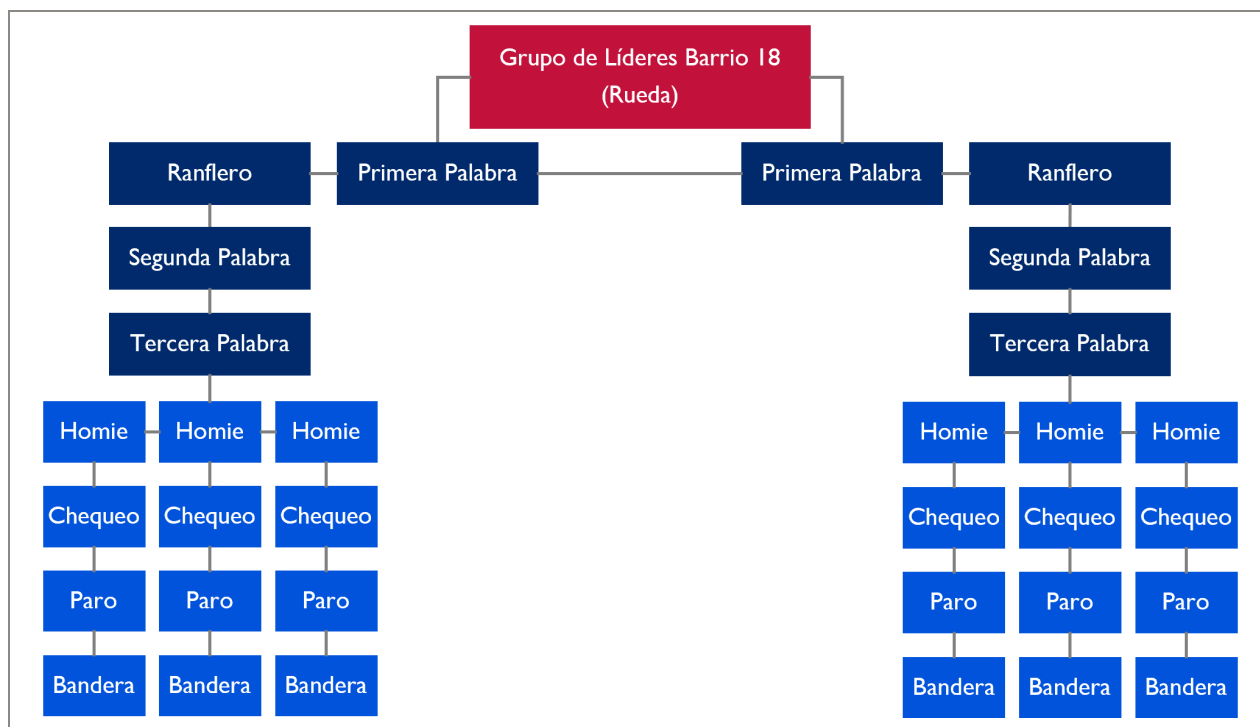 Grupo de Líderes Barrio 18
(Rueda)
Ranflero
Primera Palabra
Primera Palabra
Ranflero
Segunda Palabra
Segunda Palabra
Tercera Palabra
Tercera Palabra
Homie
Homie
Homie
Homie
Homie
Homie
Chequeo
Chequeo
Chequeo
Chequeo
Chequeo
Chequeo
Paro
Paro
Paro
Paro
Paro
Paro
Bandera
Bandera
Bandera
Bandera
Bandera
Bandera